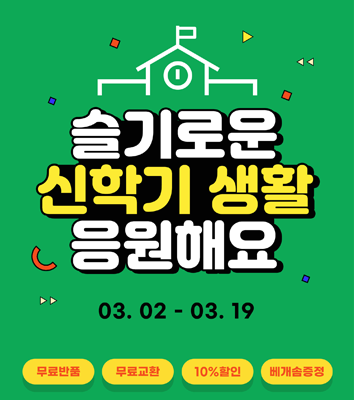 슬기로운
신학기 생활
응원해요
03. 02 - 03. 19
무료반품
무료교환
10%할인
베개솜증정